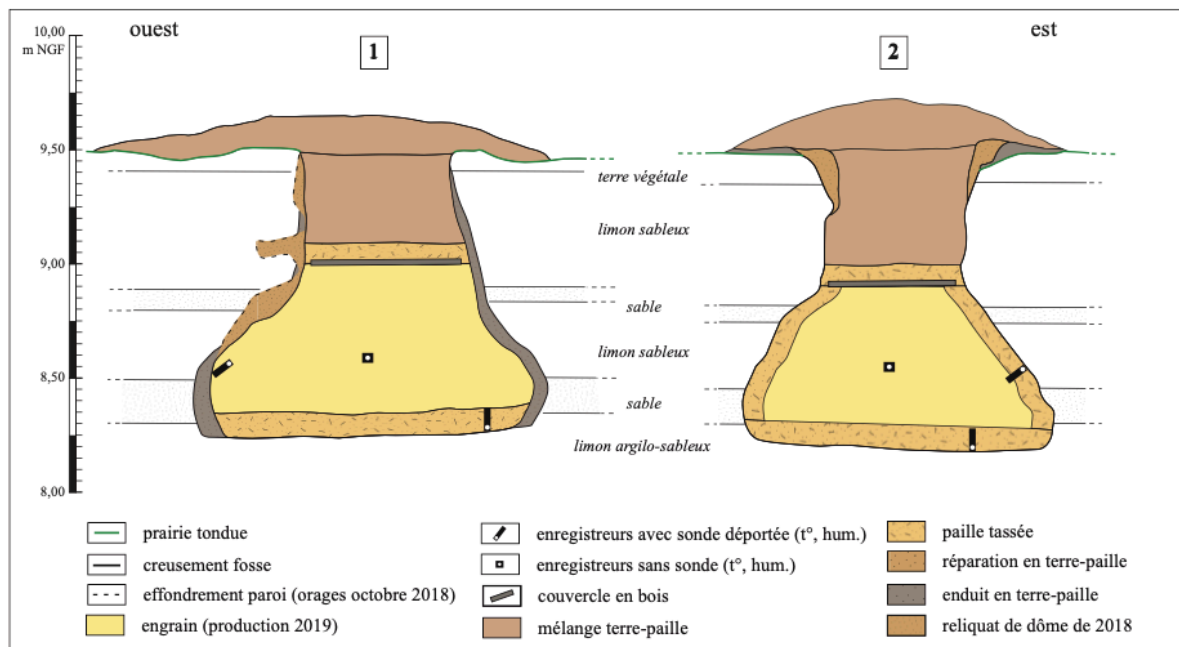 ouest
est
10,00
m NGF
1
2
9,50
terre végétale
limon sableux
9,00
sable
limon sableux
8,50
sable
limon argilo-sableux
8,00
prairie tondue
creusement fosse
effondrement paroi (orages octobre 2018)
engrain (production 2019)
enregistreurs avec sonde déportée (t°, hum.)
enregistreurs sans sonde (t°, hum.)
couvercle en bois
mélange terre-paille
paille tassée
réparation en terre-paille
enduit en terre-paille
reliquat de dôme de 2018